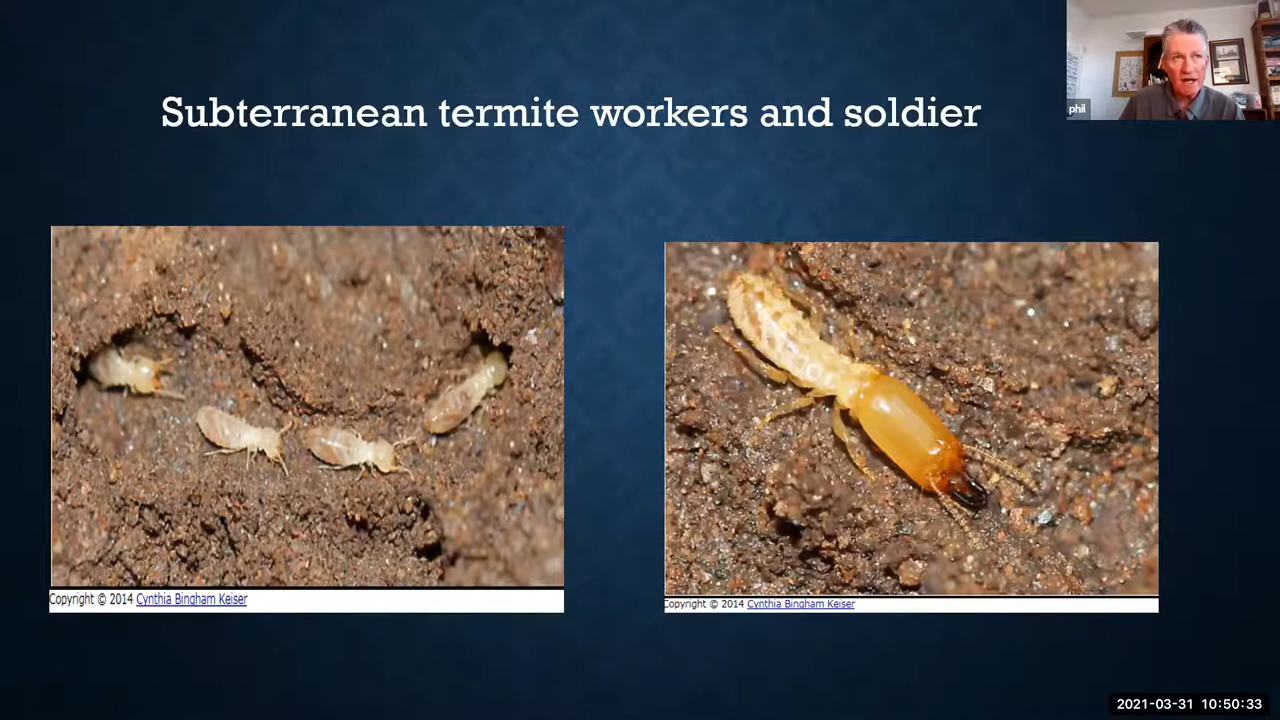 Subterranean termite workers and soldier
phil
Copyright © 2014 Cynthia Bingham Keiser
Copyright © 2014 Cynthia Bingham Keiser
2021-03-31 10:50:33